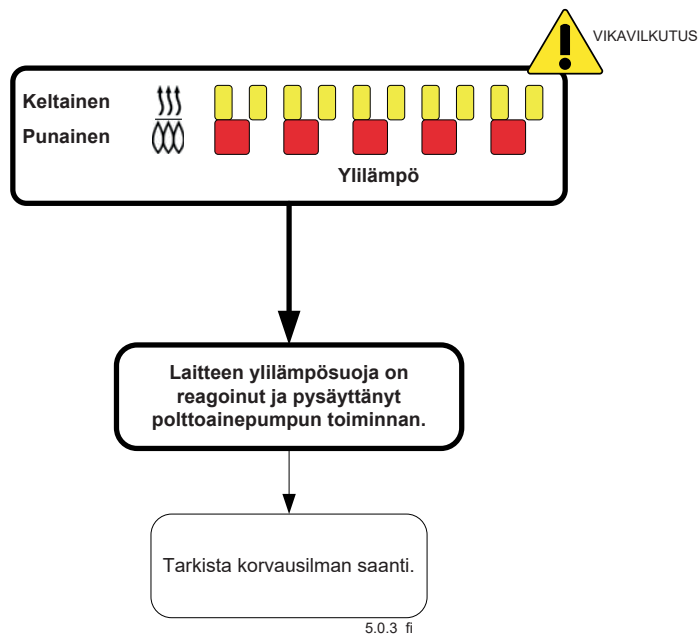 VIKAVILKUTUS
Keltainen
Punainen
Ylilämpö
Laitteen ylilämpösuoja on
reagoinut ja pysäyttänyt
polttoainepumpun toiminnan.
Tarkista korvausilman saanti.
5.0.3 fi